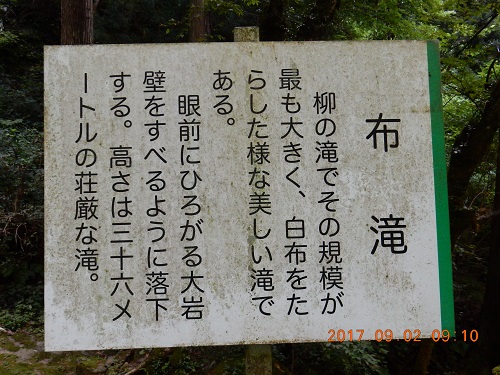 布滝
柳の滝でその規模が
最も大きく、白布をた
らした様な美しい滝で
ある。
眼前にひろがる大岩
壁をすべるように落下
する。高さは三十六メ
ートルの荘厳な滝。
2017 09 02 09:10